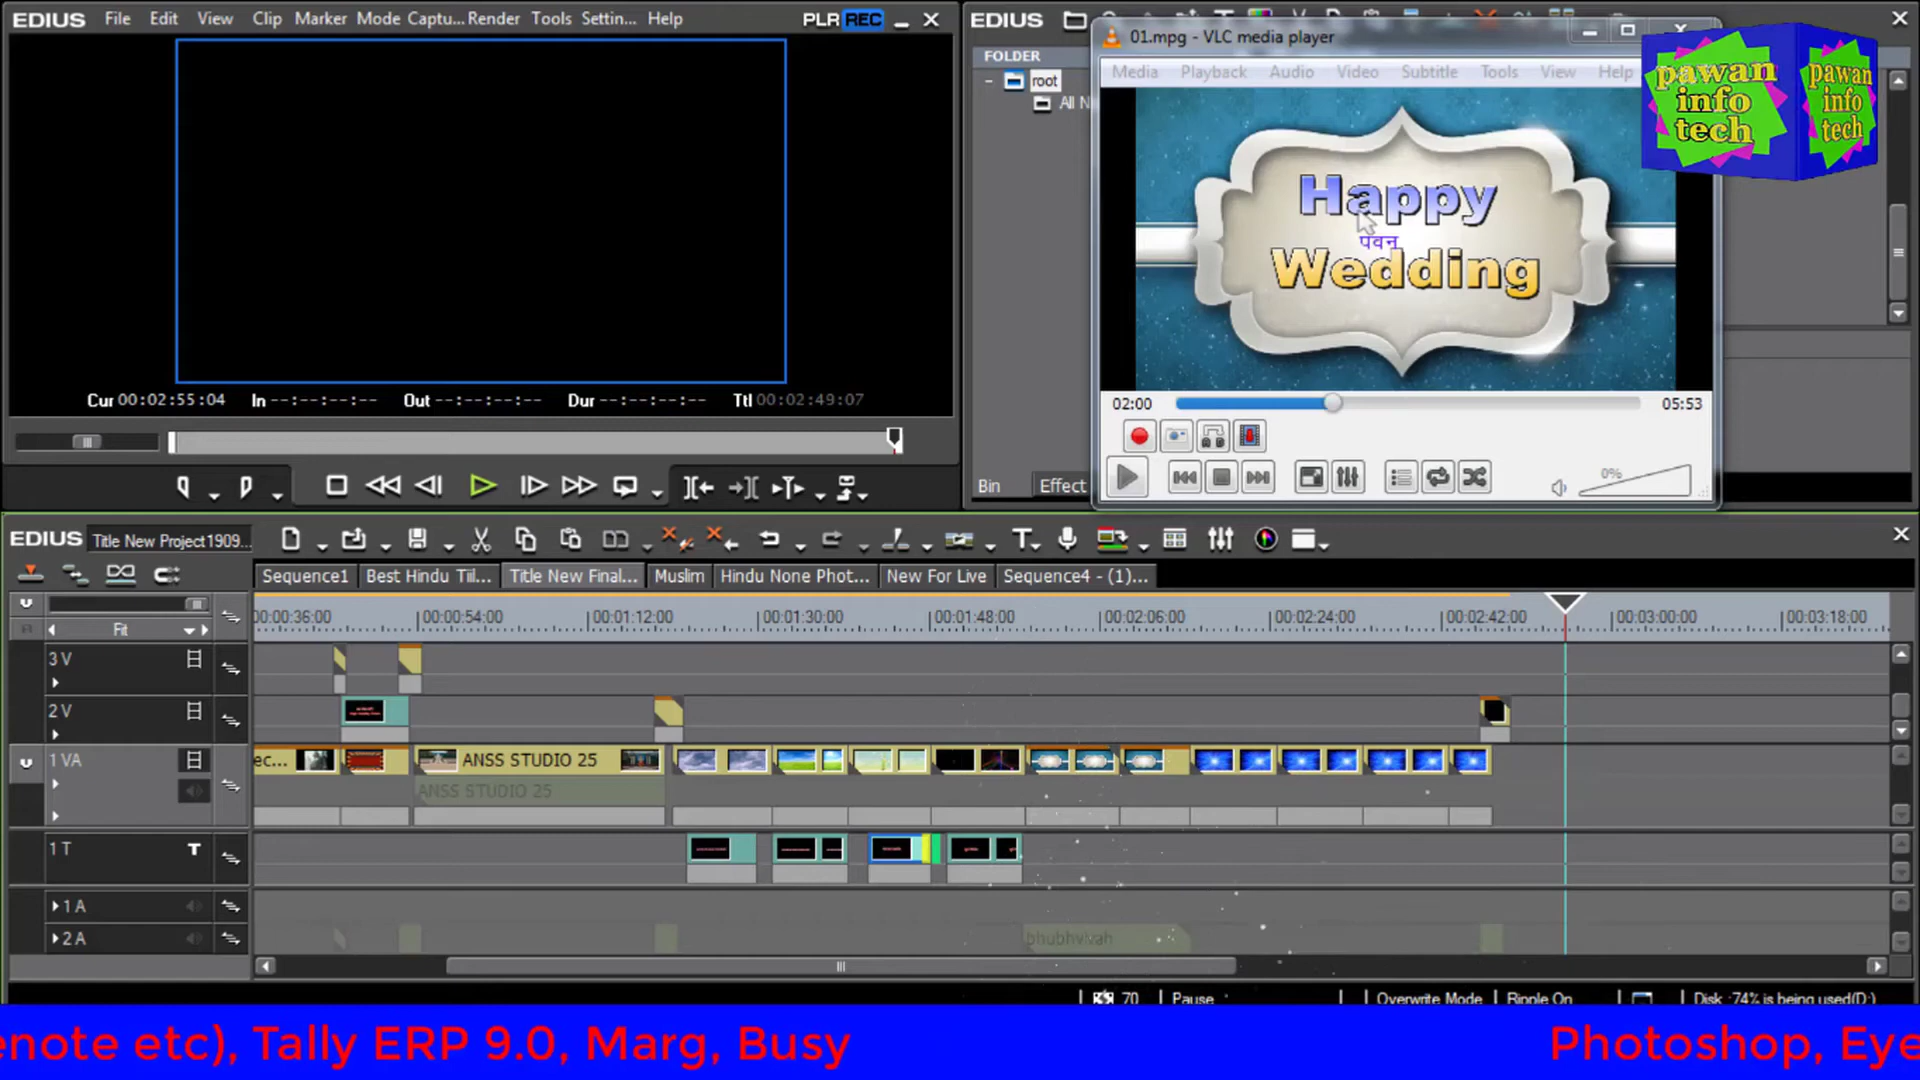 EDIUS File Edit View Clip Marker Mode Captu... Render Tools Settin... Help PLR REC
Cur 00:02:55:04 In --:--:--:-- Out --:--:--:-- Dur --:--:--:-- Ttl 00:02:49:07
EDIUS
FOLDER
root
All N
Bin Effect
01.mpg - VLC media player
Media Playback Audio Video Subtitle Tools View Help
Happy
पवन
Wedding
02:00 05:53
0%
pawan
info
tech
pawan
info
tech
EDIUS Title New Project1909...
Sequence1 Best Hindu Tiil... Title New Final... Muslim Hindu None Phot... New For Live Sequence4 - (1)...
Fit
00:00:36:00 00:00:54:00 00:01:12:00 00:01:30:00 00:01:48:00 00:02:06:00 00:02:24:00 00:02:42:00 00:03:00:00 00:03:18:00
3 V
2 V
1 VA ec... ANSS STUDIO 25
ANSS STUDIO 25
1 T T
1 A
2 A bhubhvivah
70 Pause Overwrite Mode Ripple On Disk :74% is being used(D:)
enote etc), Tally ERP 9.0, Marg, Busy Photoshop, Eye